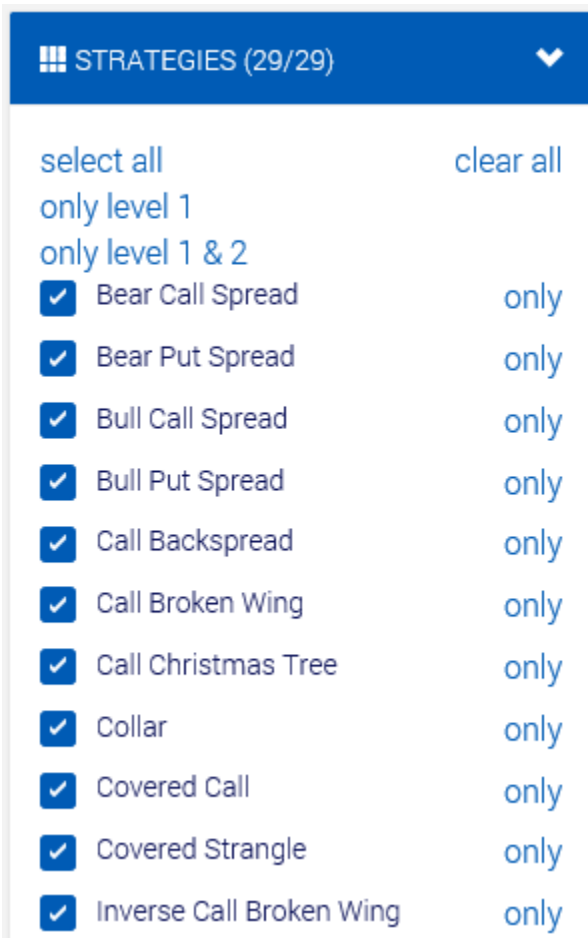 STRATEGIES (29/29)
select all clear all
only level 1
only level 1 & 2
Bear Call Spread only
Bear Put Spread only
Bull Call Spread only
Bull Put Spread only
Call Backspread only
Call Broken Wing only
Call Christmas Tree only
Collar only
Covered Call only
Covered Strangle only
Inverse Call Broken Wing only